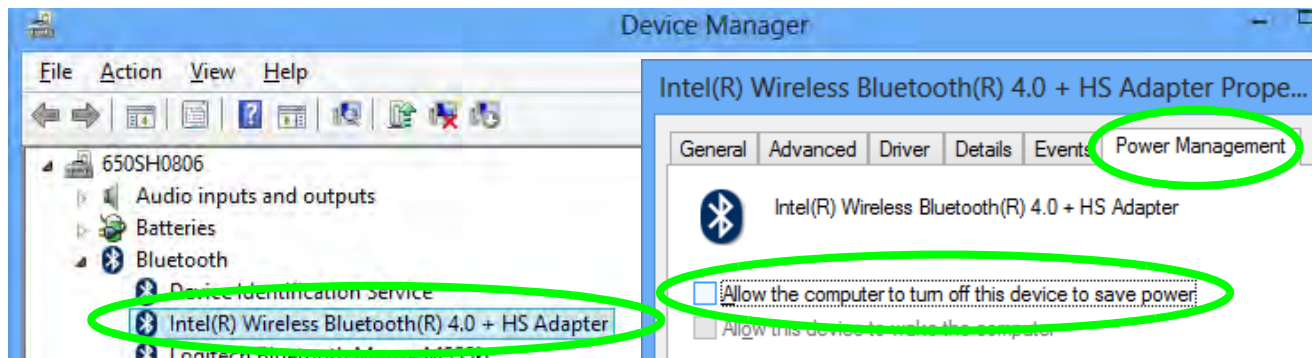 Device Manager
File Action View Help
650SH0806
Audio inputs and outputs
Batteries
Bluetooth
Device Identification Service
Intel(R) Wireless Bluetooth(R) 4.0 + HS Adapter
Logitech Bluetooth Mouse
Intel(R) Wireless Bluetooth(R) 4.0 + HS Adapter Prope...
General Advanced Driver Details Events Power Management
Intel(R) Wireless Bluetooth(R) 4.0 + HS Adapter
Allow the computer to turn off this device to save power
Allow this device to wake the computer